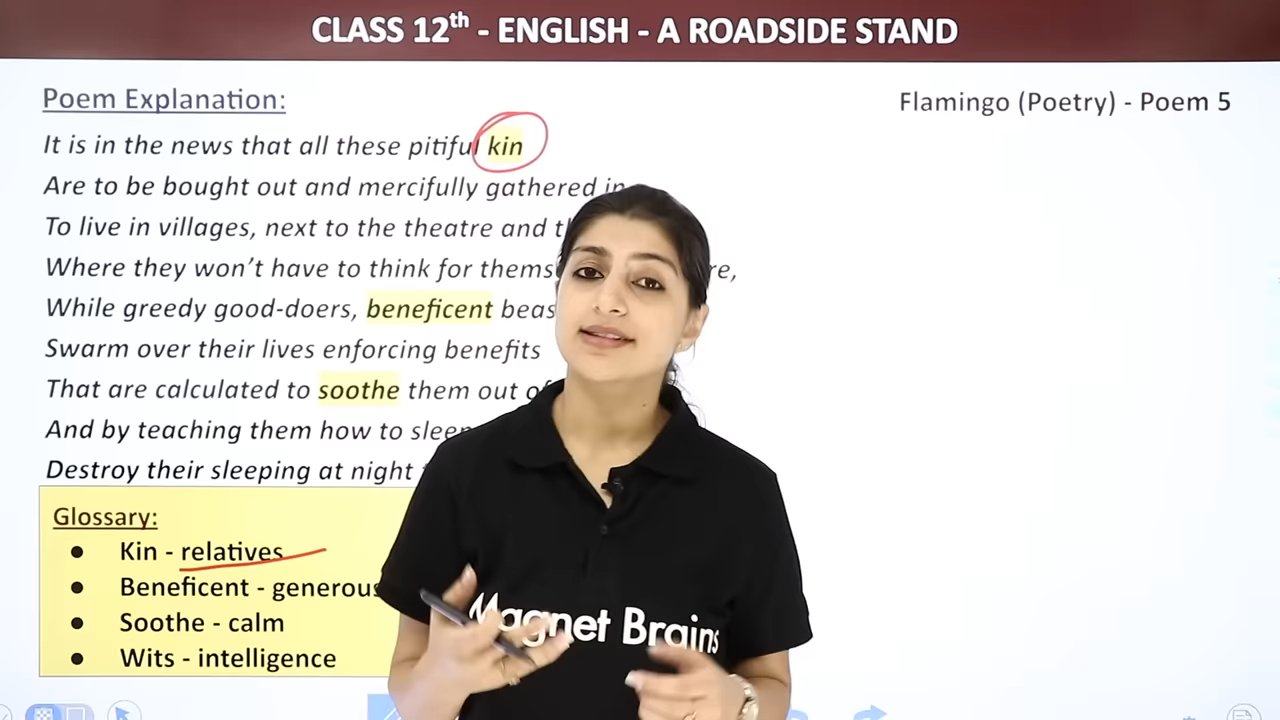 CLASS 12th - ENGLISH - A ROADSIDE STAND
Poem Explanation:
Flamingo (Poetry) - Poem 5
It is in the news that all these pitiful kin
Are to be bought out and mercifully gathered in
To live in villages, next to the theatre and
Where they won't have to think for
While greedy good-doers, beneficent
Swarm over their lives enforcing benefits
That are calculated to soothe them out of
And by teaching them how to
Destroy their sleeping at night
Glossary:
● Kin - relatives
● Beneficent - generous
● Soothe - calm
● Wits - intelligence
Magnet Brains